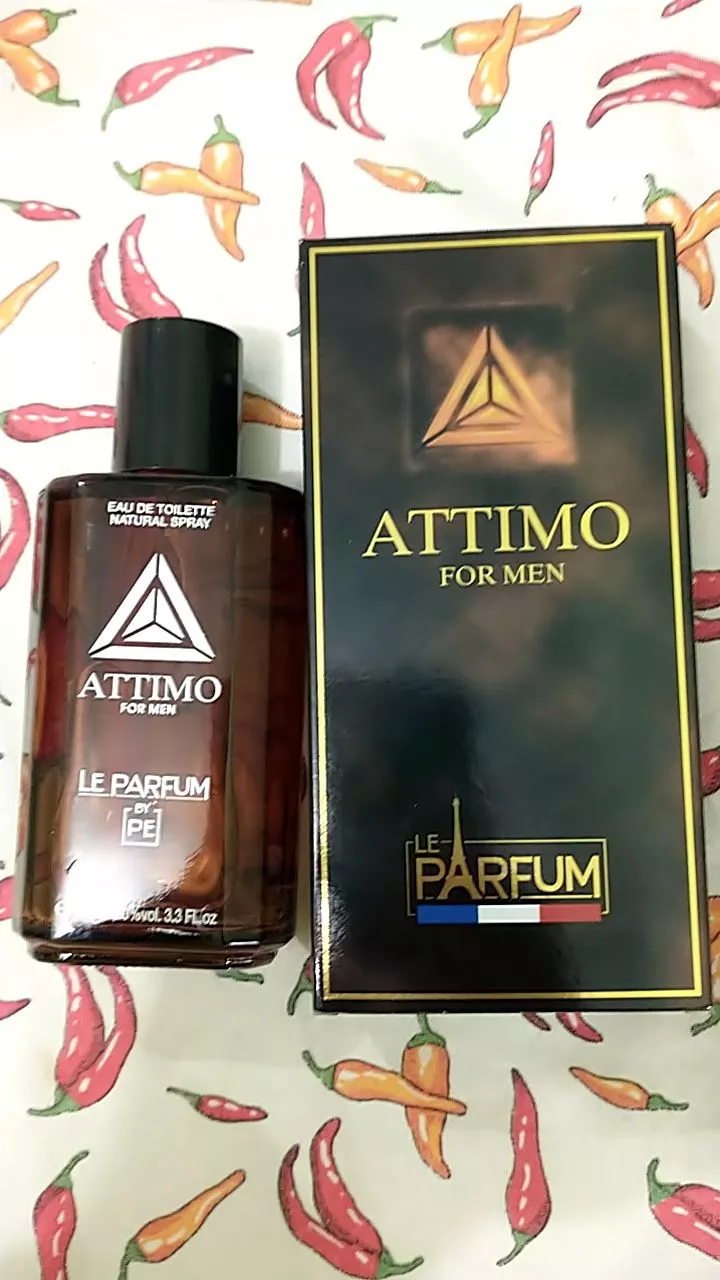 EAU DE TOILETTE
NATURAL SPRAY
ATTIMO
FOR MEN
LE PARFUM
BY
PE
%vol. 3.3 FL.oz
ATTIMO
FOR MEN
LE
PARFUM